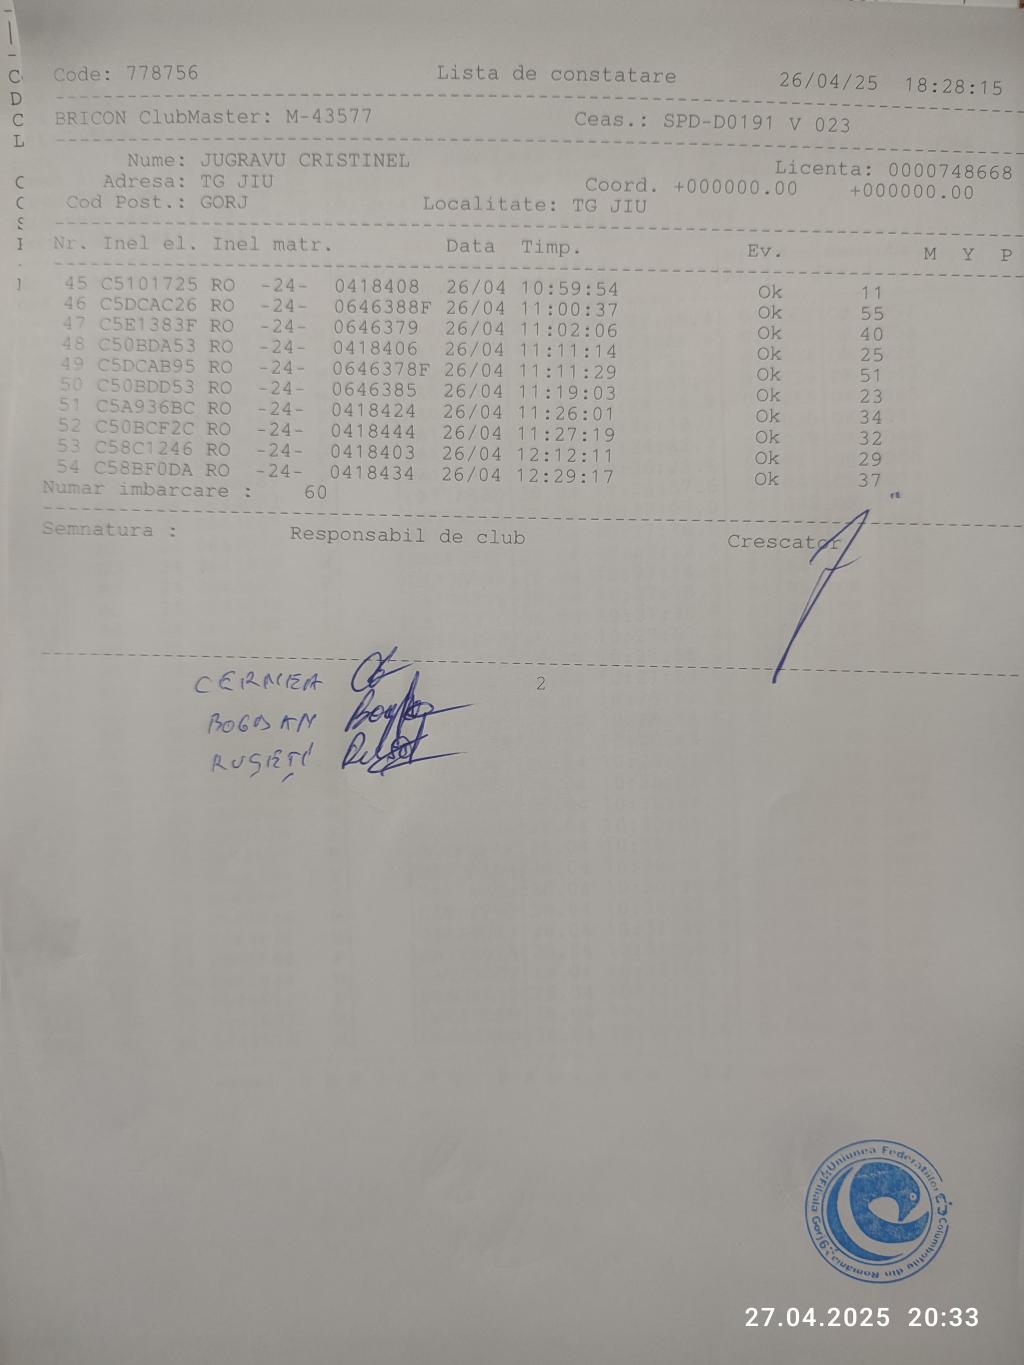 Code: 778756 Lista de constatare 26/04/25 18:28:15
BRICON ClubMaster: M-43577 Ceas.: SPD-D0191 V 023
Nume: JUGRAVU CRISTINEL Licenta: 0000748668
Adresa: TG JIU Coord. +000000.00 +000000.00
Cod Post.: GORJ Localitate: TG JIU
Nr. Inel el. Inel matr. Data Timp. Ev. M Y P
45 C5101725 RO -24- 0418408 26/04 10:59:54 Ok 11
46 C5DCAC26 RO -24- 0646388F 26/04 11:00:37 Ok 55
47 C5E1383F RO -24- 0646379 26/04 11:02:06 Ok 40
48 C50BDA53 RO -24- 0418406 26/04 11:11:14 Ok 25
49 C5DCAB95 RO -24- 0646378F 26/04 11:11:29 Ok 51
50 C50BDD53 RO -24- 0646385 26/04 11:19:03 Ok 23
51 C5A936BC RO -24- 0418424 26/04 11:26:01 Ok 34
52 C50BCF2C RO -24- 0418444 26/04 11:27:19 Ok 32
53 C58C1246 RO -24- 0418403 26/04 12:12:11 Ok 29
54 C58BF0DA RO -24- 0418434 26/04 12:29:17 Ok 37
Numar imbarcare : 60
Semnatura : Responsabil de club Crescator
CERNEA
2
BOGDAN
RUȘEȚI
Uniunea Federatiilor Columbofile din Romania
Filiala Gorj
27.04.2025 20:33